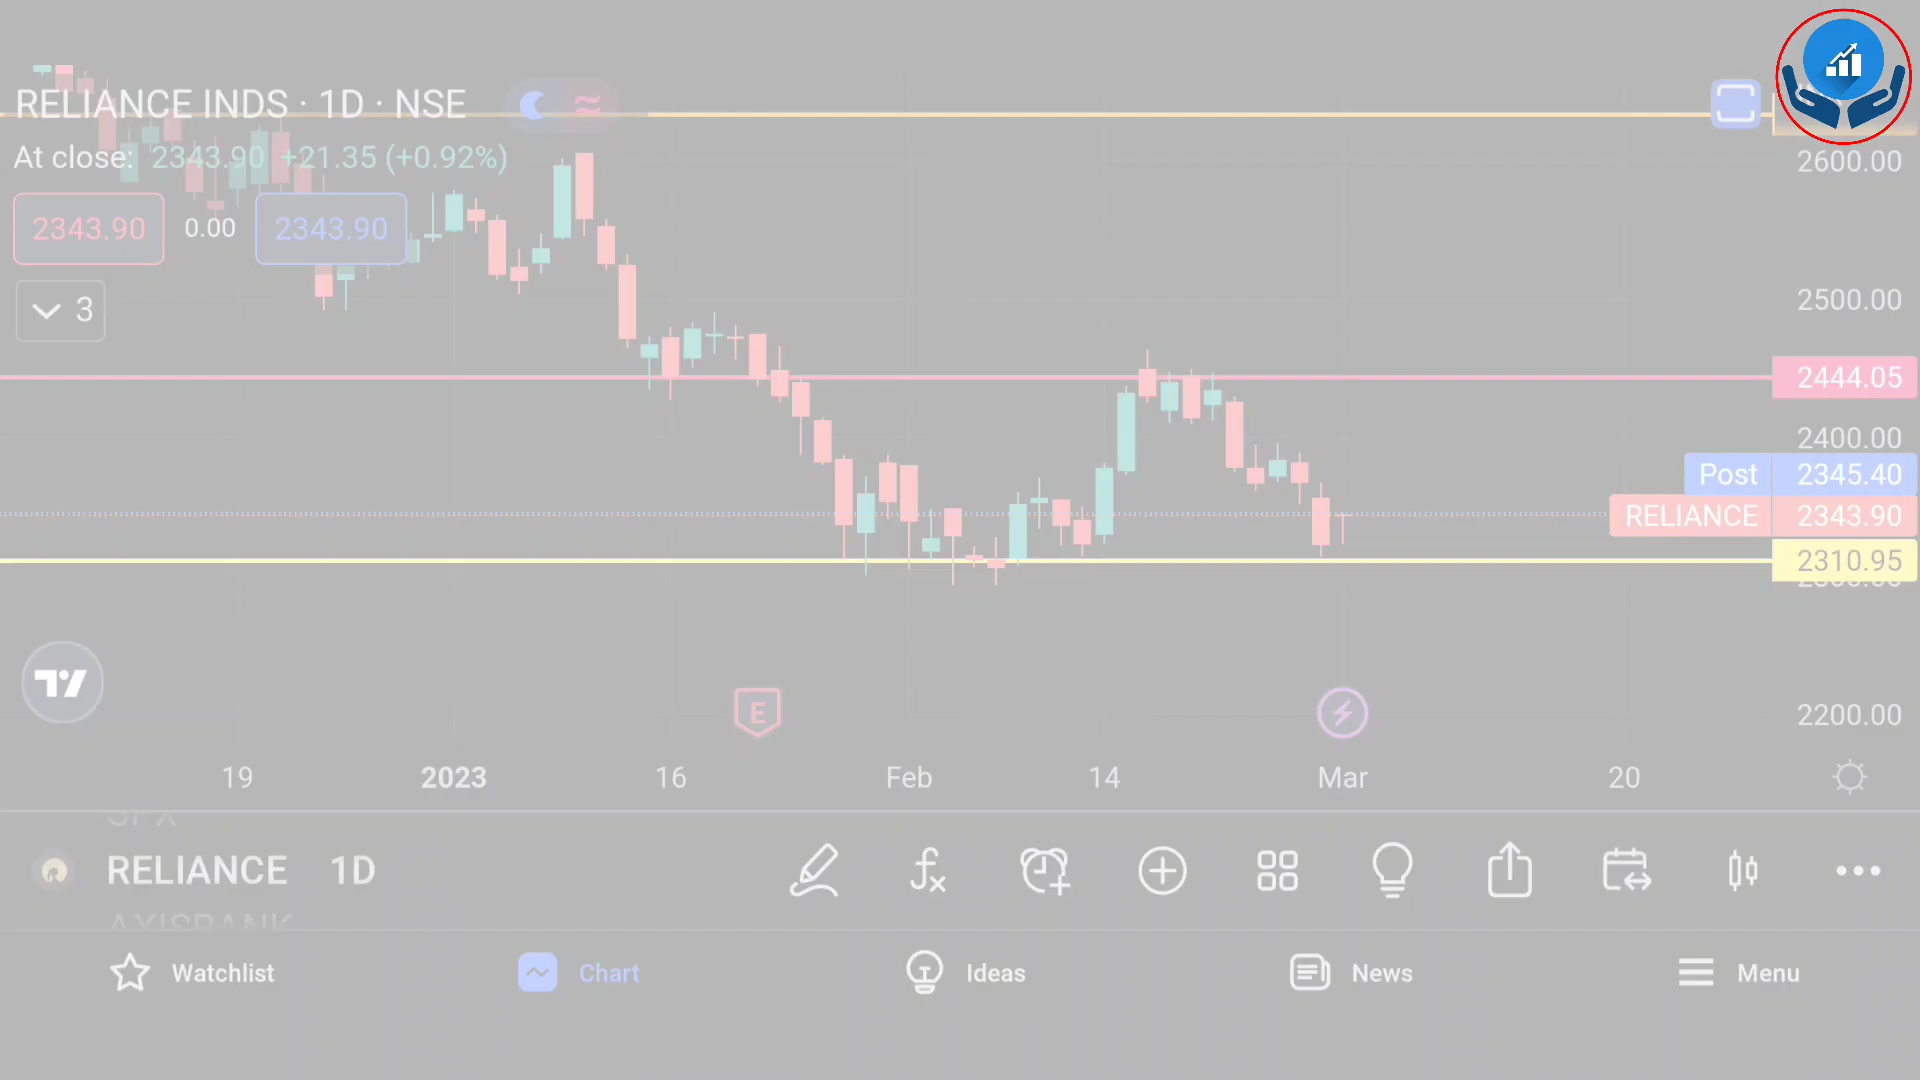 RELIANCE INDS · 1D · NSE
At close: 2343.90 +21.35 (+0.92%)
2343.90 0.00 2343.90
3
2600.00
2500.00
2444.05
2400.00
Post 2345.40
RELIANCE 2343.90
2310.95
E
2200.00
19 2023 16 Feb 14 Mar 20
SPX
RELIANCE 1D
AXISBANK
Watchlist Chart Ideas News Menu